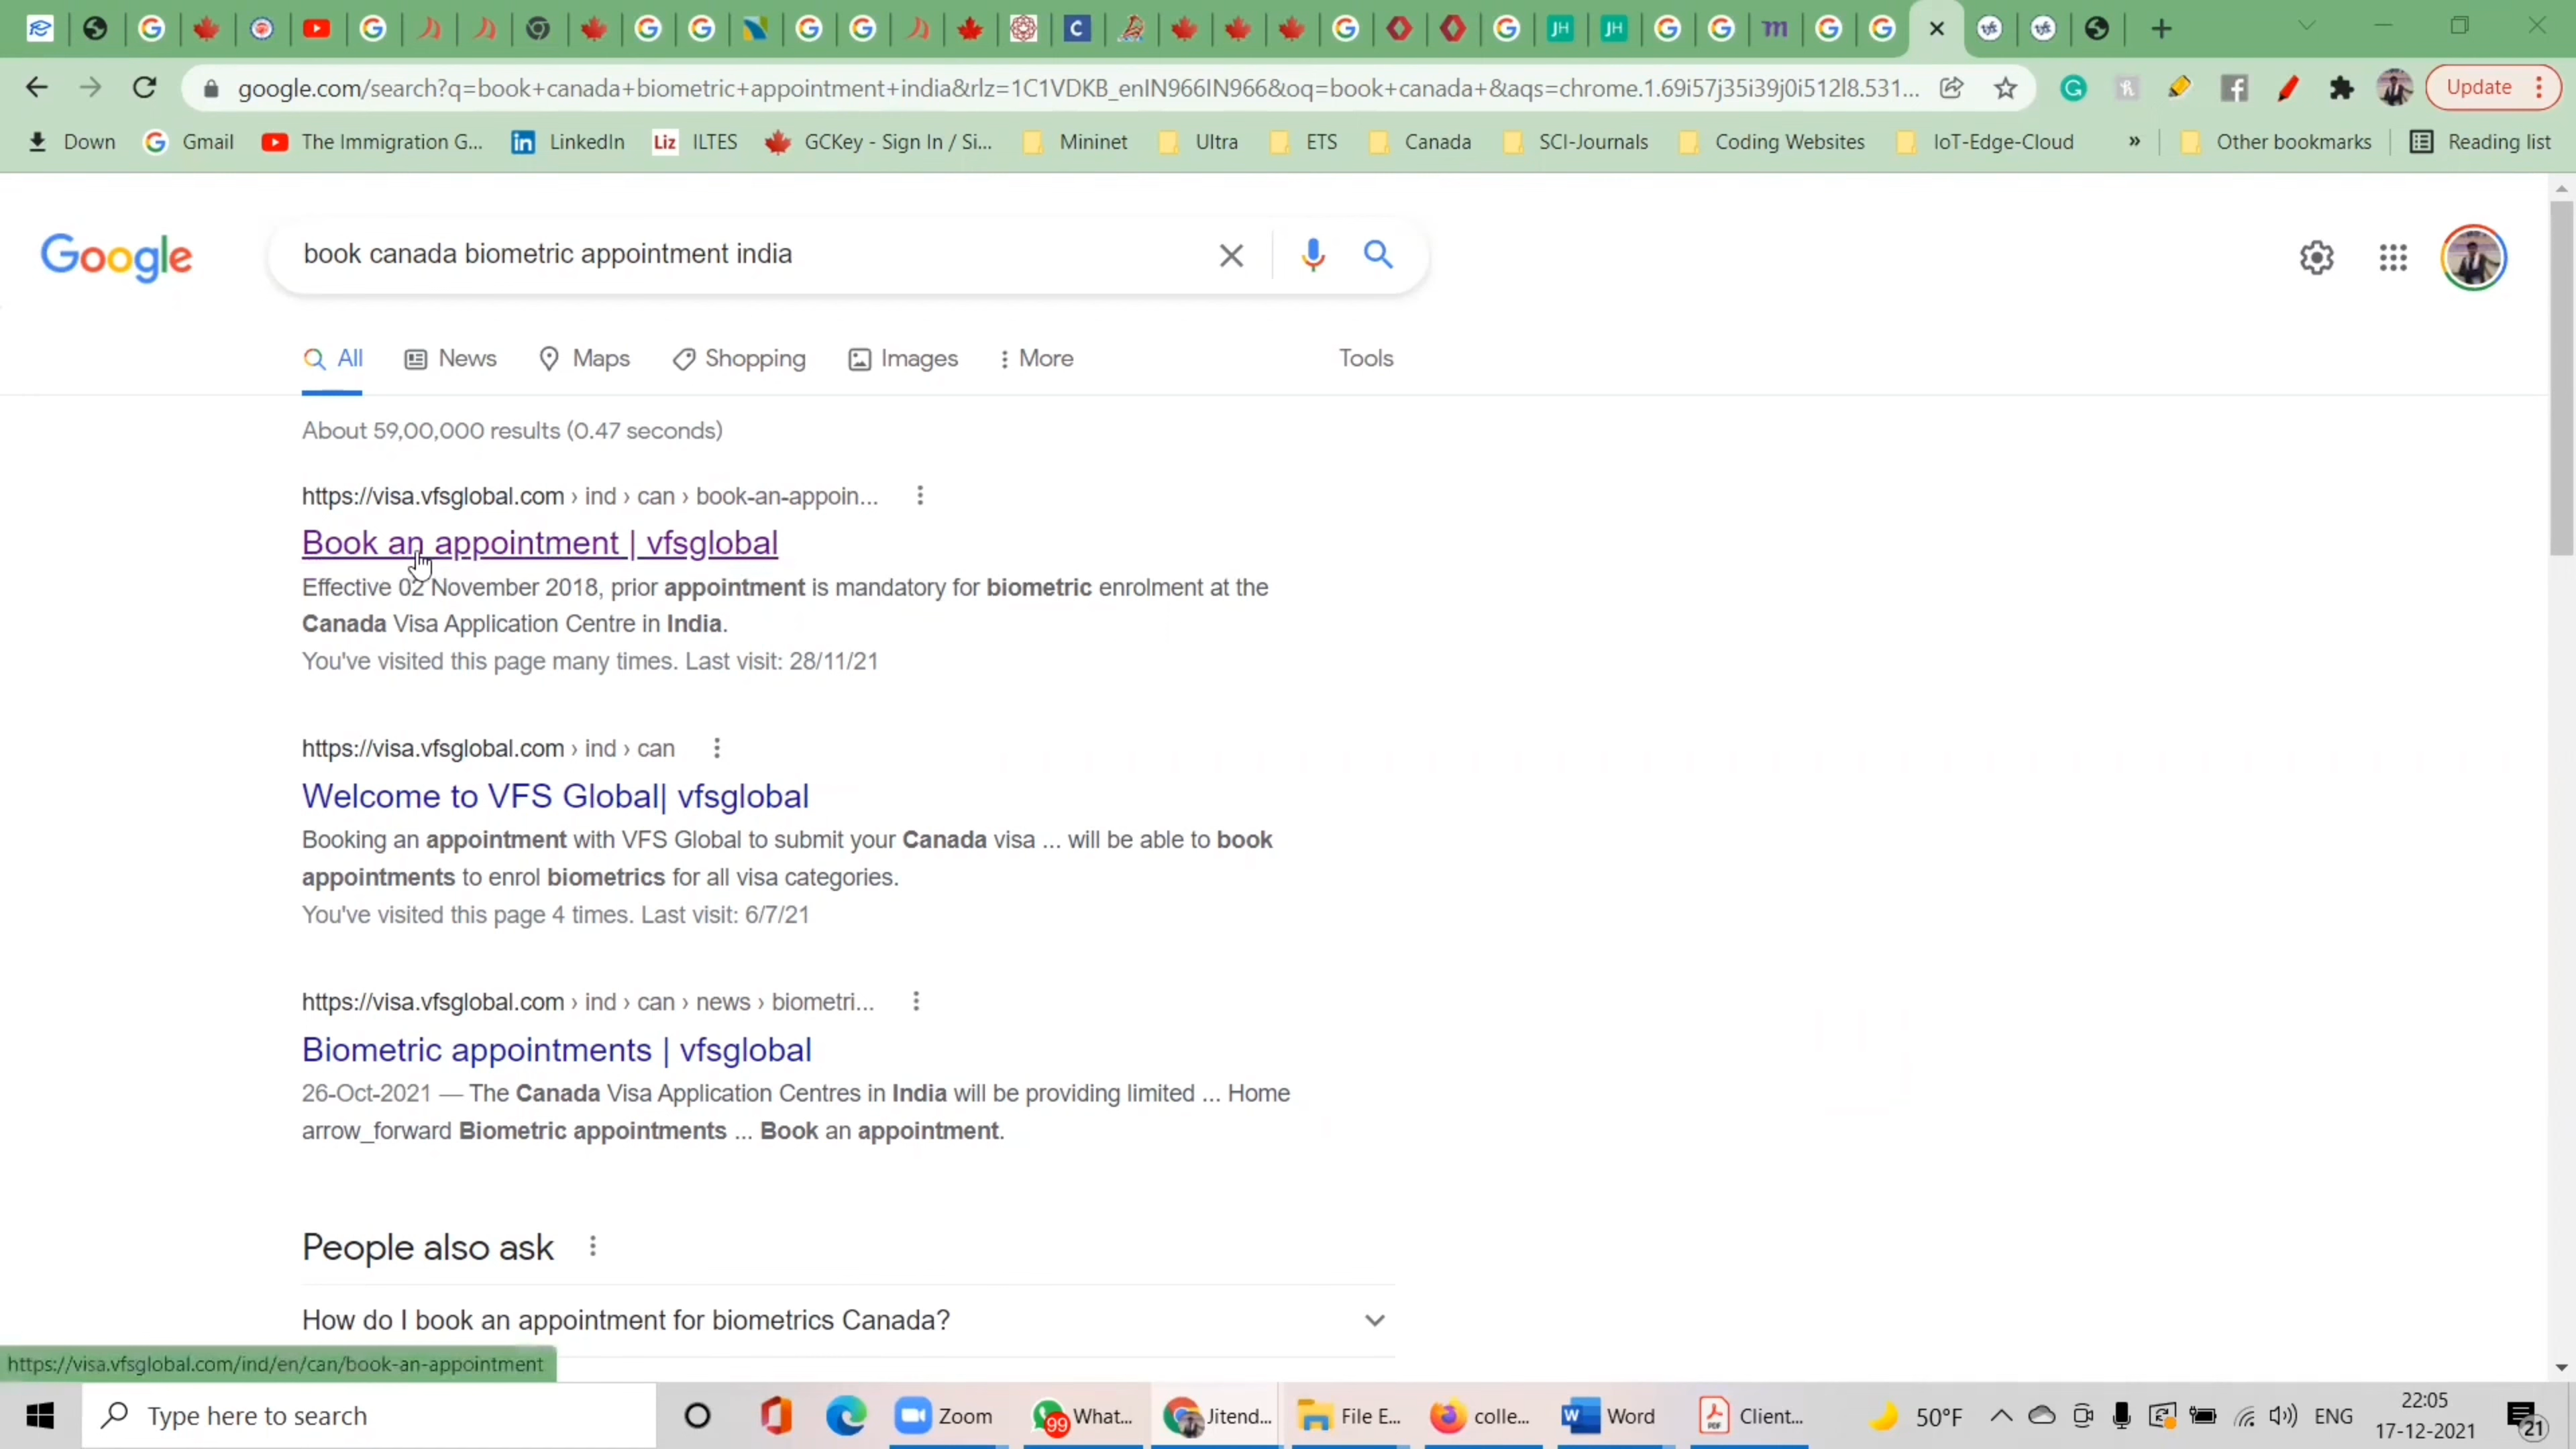 google.com/search?q=book+canada+biometric+appointment+india&rlz=1C1VDKB_enIN966IN966&oq=book+canada+&aqs=chrome.1.69i57j35i39j0i512l8.531... Update
Down Gmail The Immigration G... LinkedIn Liz ILTES GCKey - Sign In / Si... Mininet Ultra ETS Canada SCI-Journals Coding Websites IoT-Edge-Cloud » Other bookmarks Reading list
Google book canada biometric appointment india
All News Maps Shopping Images More Tools
About 59,00,000 results (0.47 seconds)
https://visa.vfsglobal.com › ind › can › book-an-appoin...
Book an appointment | vfsglobal
Effective 02 November 2018, prior appointment is mandatory for biometric enrolment at the
Canada Visa Application Centre in India.
You've visited this page many times. Last visit: 28/11/21
https://visa.vfsglobal.com › ind › can
Welcome to VFS Global| vfsglobal
Booking an appointment with VFS Global to submit your Canada visa ... will be able to book
appointments to enrol biometrics for all visa categories.
You've visited this page 4 times. Last visit: 6/7/21
https://visa.vfsglobal.com › ind › can › news › biometri...
Biometric appointments | vfsglobal
26-Oct-2021 — The Canada Visa Application Centres in India will be providing limited ... Home
arrow_forward Biometric appointments ... Book an appointment.
People also ask
How do I book an appointment for biometrics Canada?
https://visa.vfsglobal.com/ind/en/can/book-an-appointment
Type here to search Zoom 99 What... Jitend... File E... colle... Word Client... 50°F ENG 22:05
17-12-2021 21